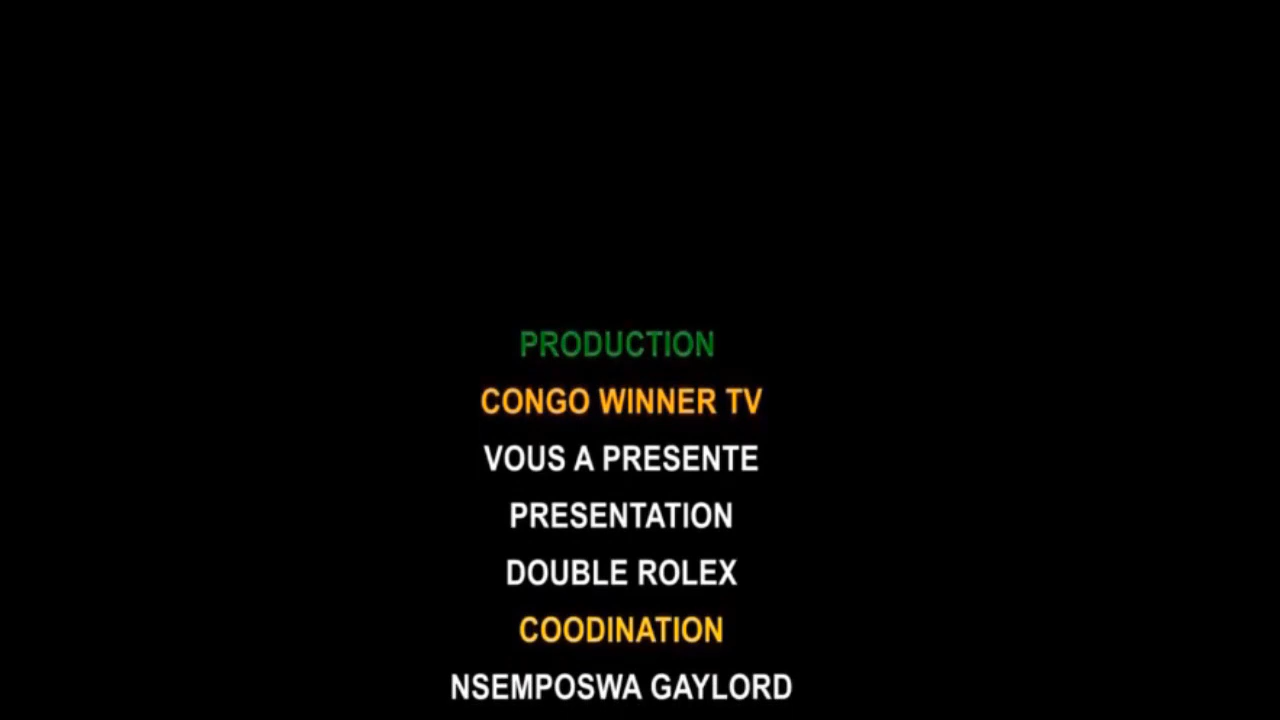 PRODUCTION
CONGO WINNER TV
VOUS A PRESENTE
PRESENTATION
DOUBLE ROLEX
COODINATION
NSEMPOSWA GAYLORD